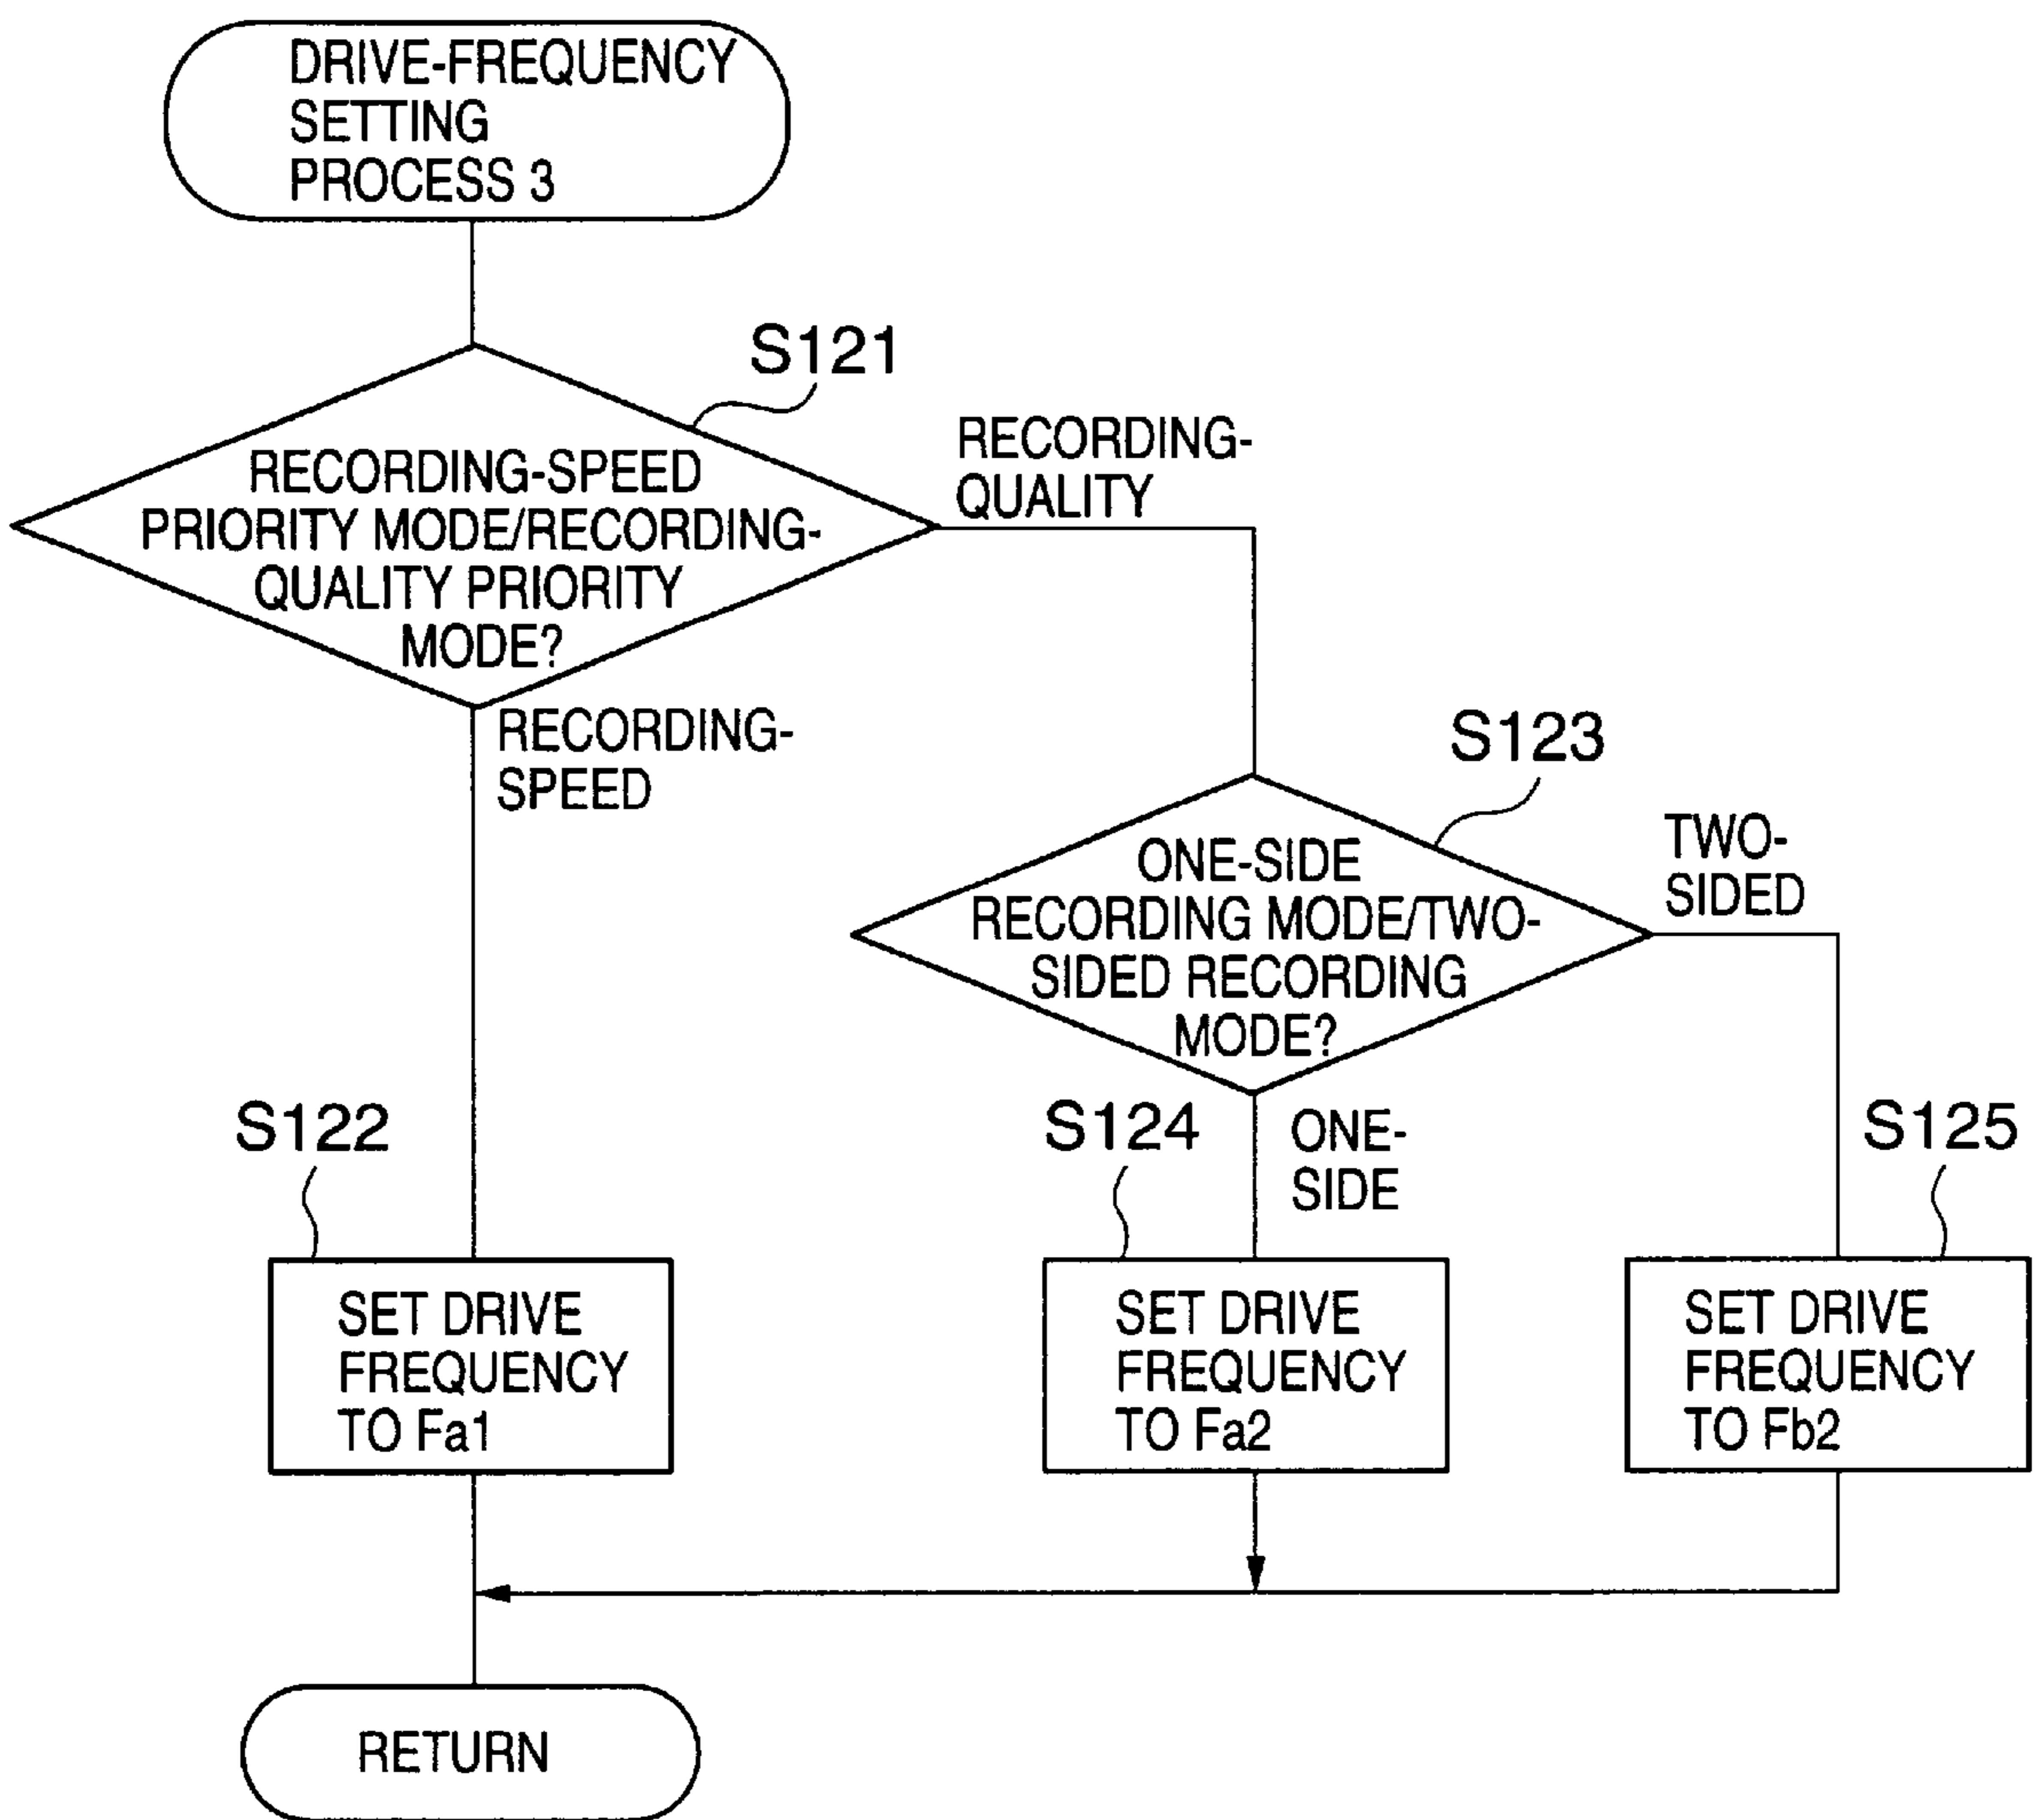 DRIVE-FREQUENCY
SETTING
PROCESS 3
S121
RECORDING-SPEED
PRIORITY MODE/RECORDING-
QUALITY PRIORITY
MODE?
RECORDING-
QUALITY
RECORDING-
SPEED
S123
ONE-SIDE
RECORDING MODE/TWO-
SIDED RECORDING
MODE?
TWO-
SIDED
ONE-
SIDE
S122
SET DRIVE
FREQUENCY
TO Fa1
S124
SET DRIVE
FREQUENCY
TO Fa2
S125
SET DRIVE
FREQUENCY
TO Fb2
RETURN